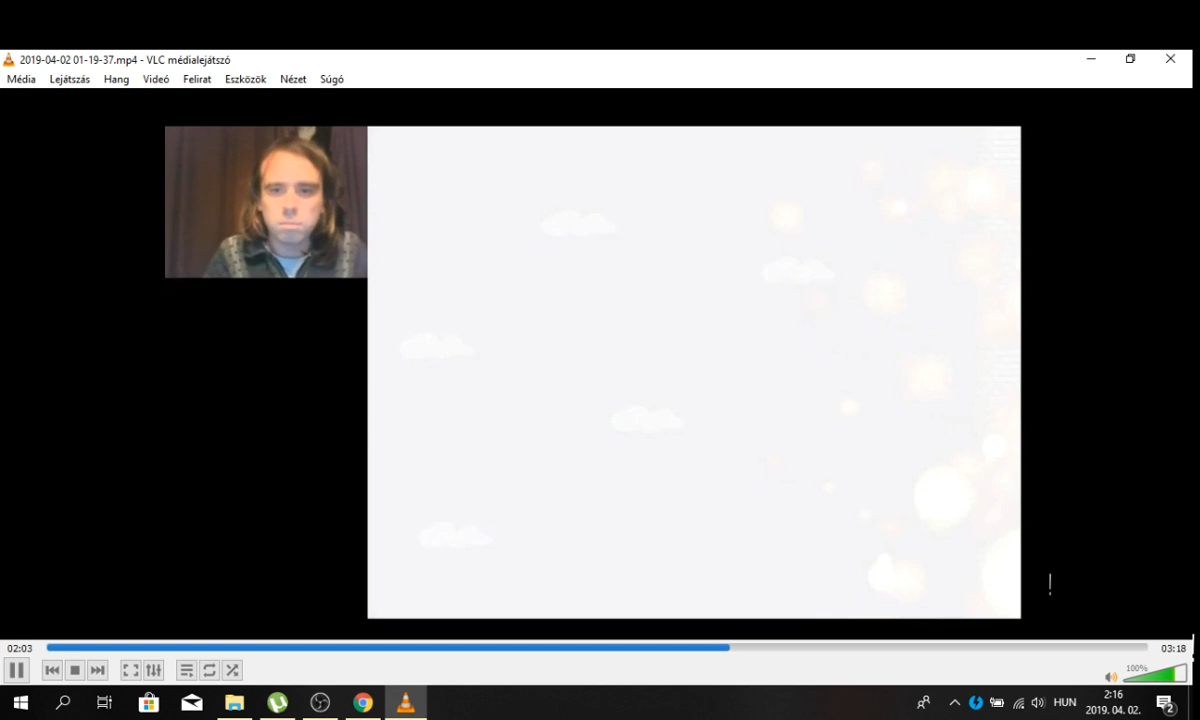 2019-04-02 01-19-37.mp4 - VLC médialejátszó
Média Lejátszás Hang Videó Felirat Eszközök Nézet Súgó
02:03 03:18
100%
HUN 2:16
2019. 04. 02. 2